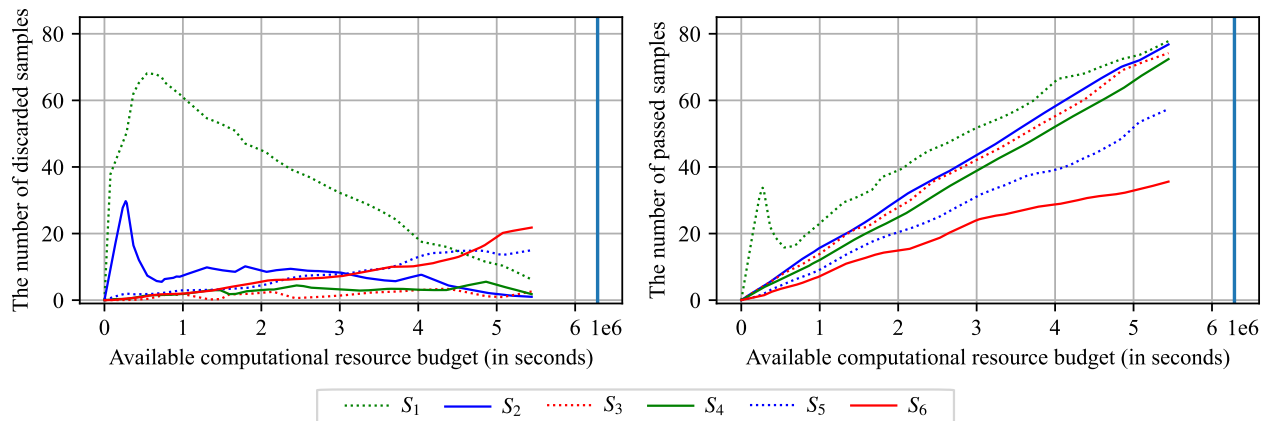 The number of discarded samples
80
60
40
20
0
0 1 2 3 4 5 6 1e6
Available computational resource budget (in seconds)
The number of passed samples
80
60
40
20
0
0 1 2 3 4 5 6 1e6
Available computational resource budget (in seconds)
S1 S2 S3 S4 S5 S6